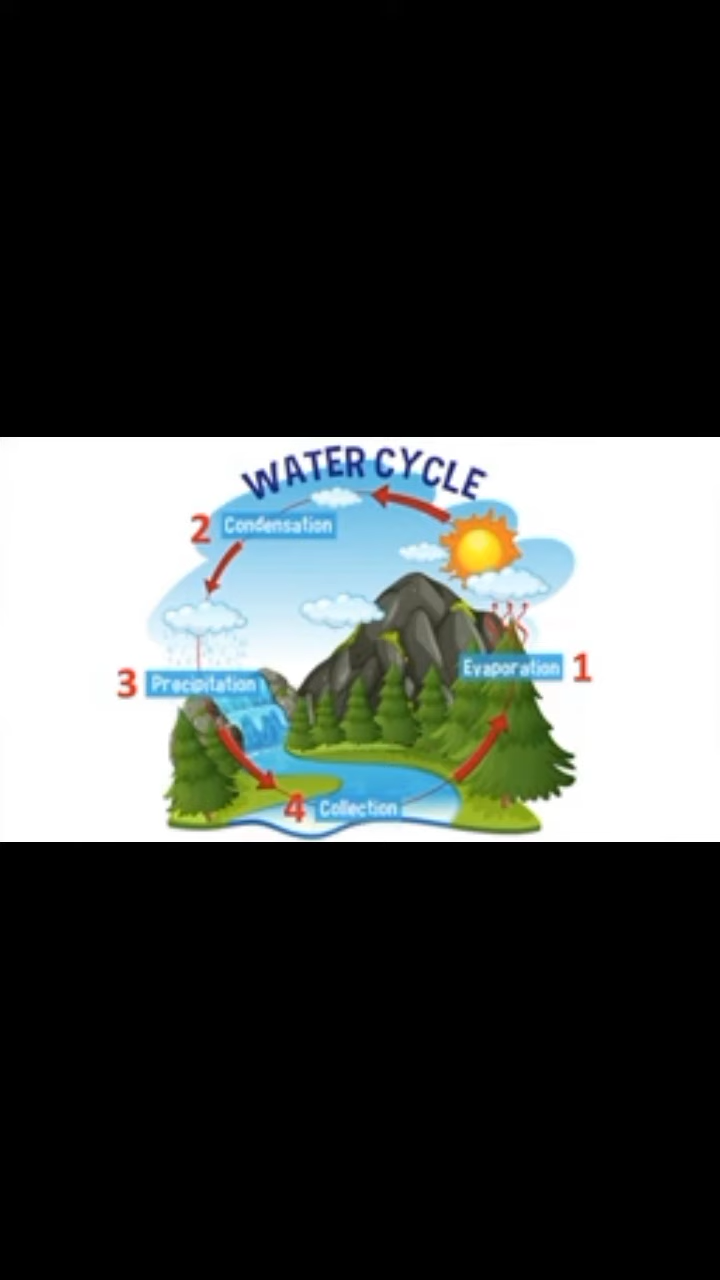 WATER CYCLE
2 Condensation
Evaporation 1
3 Precipitation
4 Collection